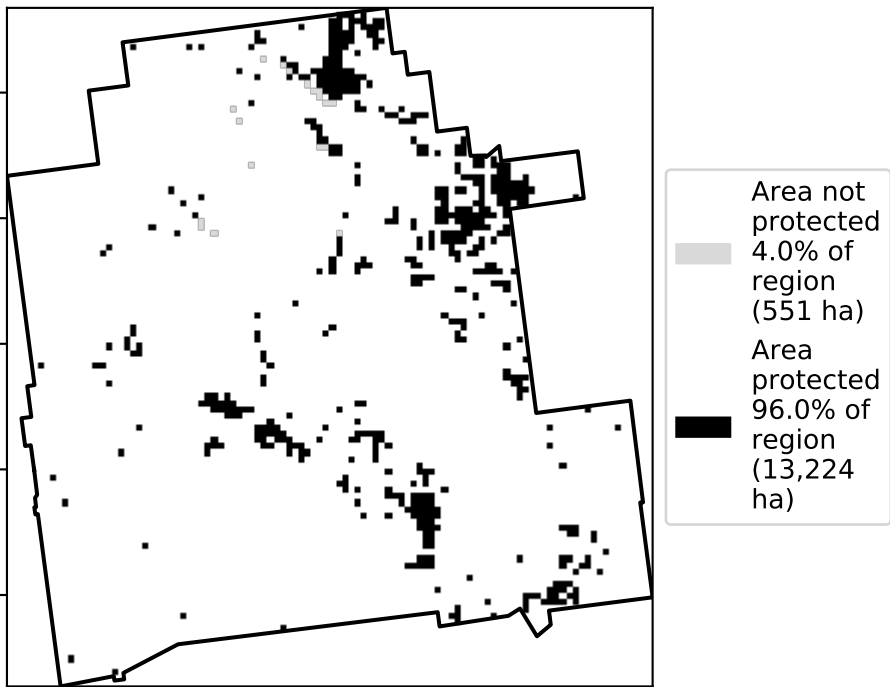 Area not
protected
4.0% of
region
(551 ha)
Area
protected
96.0% of
region
(13,224
ha)